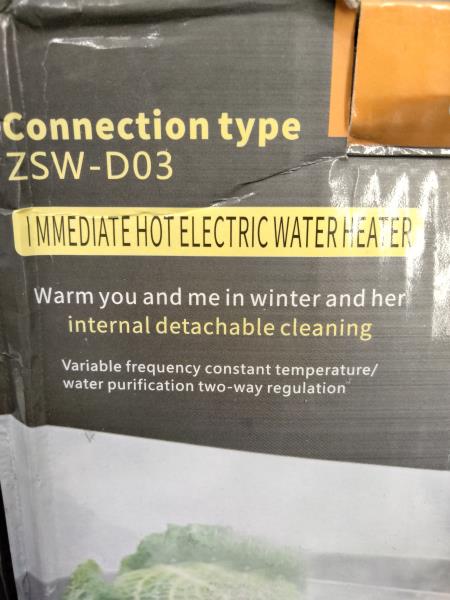 Connection type
ZSW-D03
IMMEDIATE HOT ELECTRIC WATER HEATER
Warm you and me in winter and her
internal detachable cleaning
Variable frequency constant temperature/
water purification two-way regulation